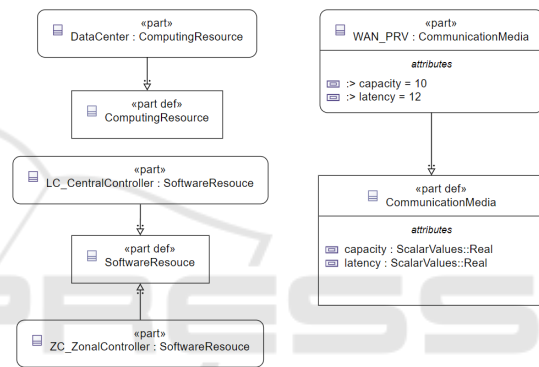 «part»
DataCenter : ComputingResource
«part def»
ComputingResource
«part»
LC_CentralController : SoftwareResouce
«part def»
SoftwareResouce
«part»
ZC_ZonalController : SoftwareResouce
«part»
WAN_PRV : CommunicationMedia
attributes
:> capacity = 10
:> latency = 12
«part def»
CommunicationMedia
attributes
capacity : ScalarValues::Real
latency : ScalarValues::Real